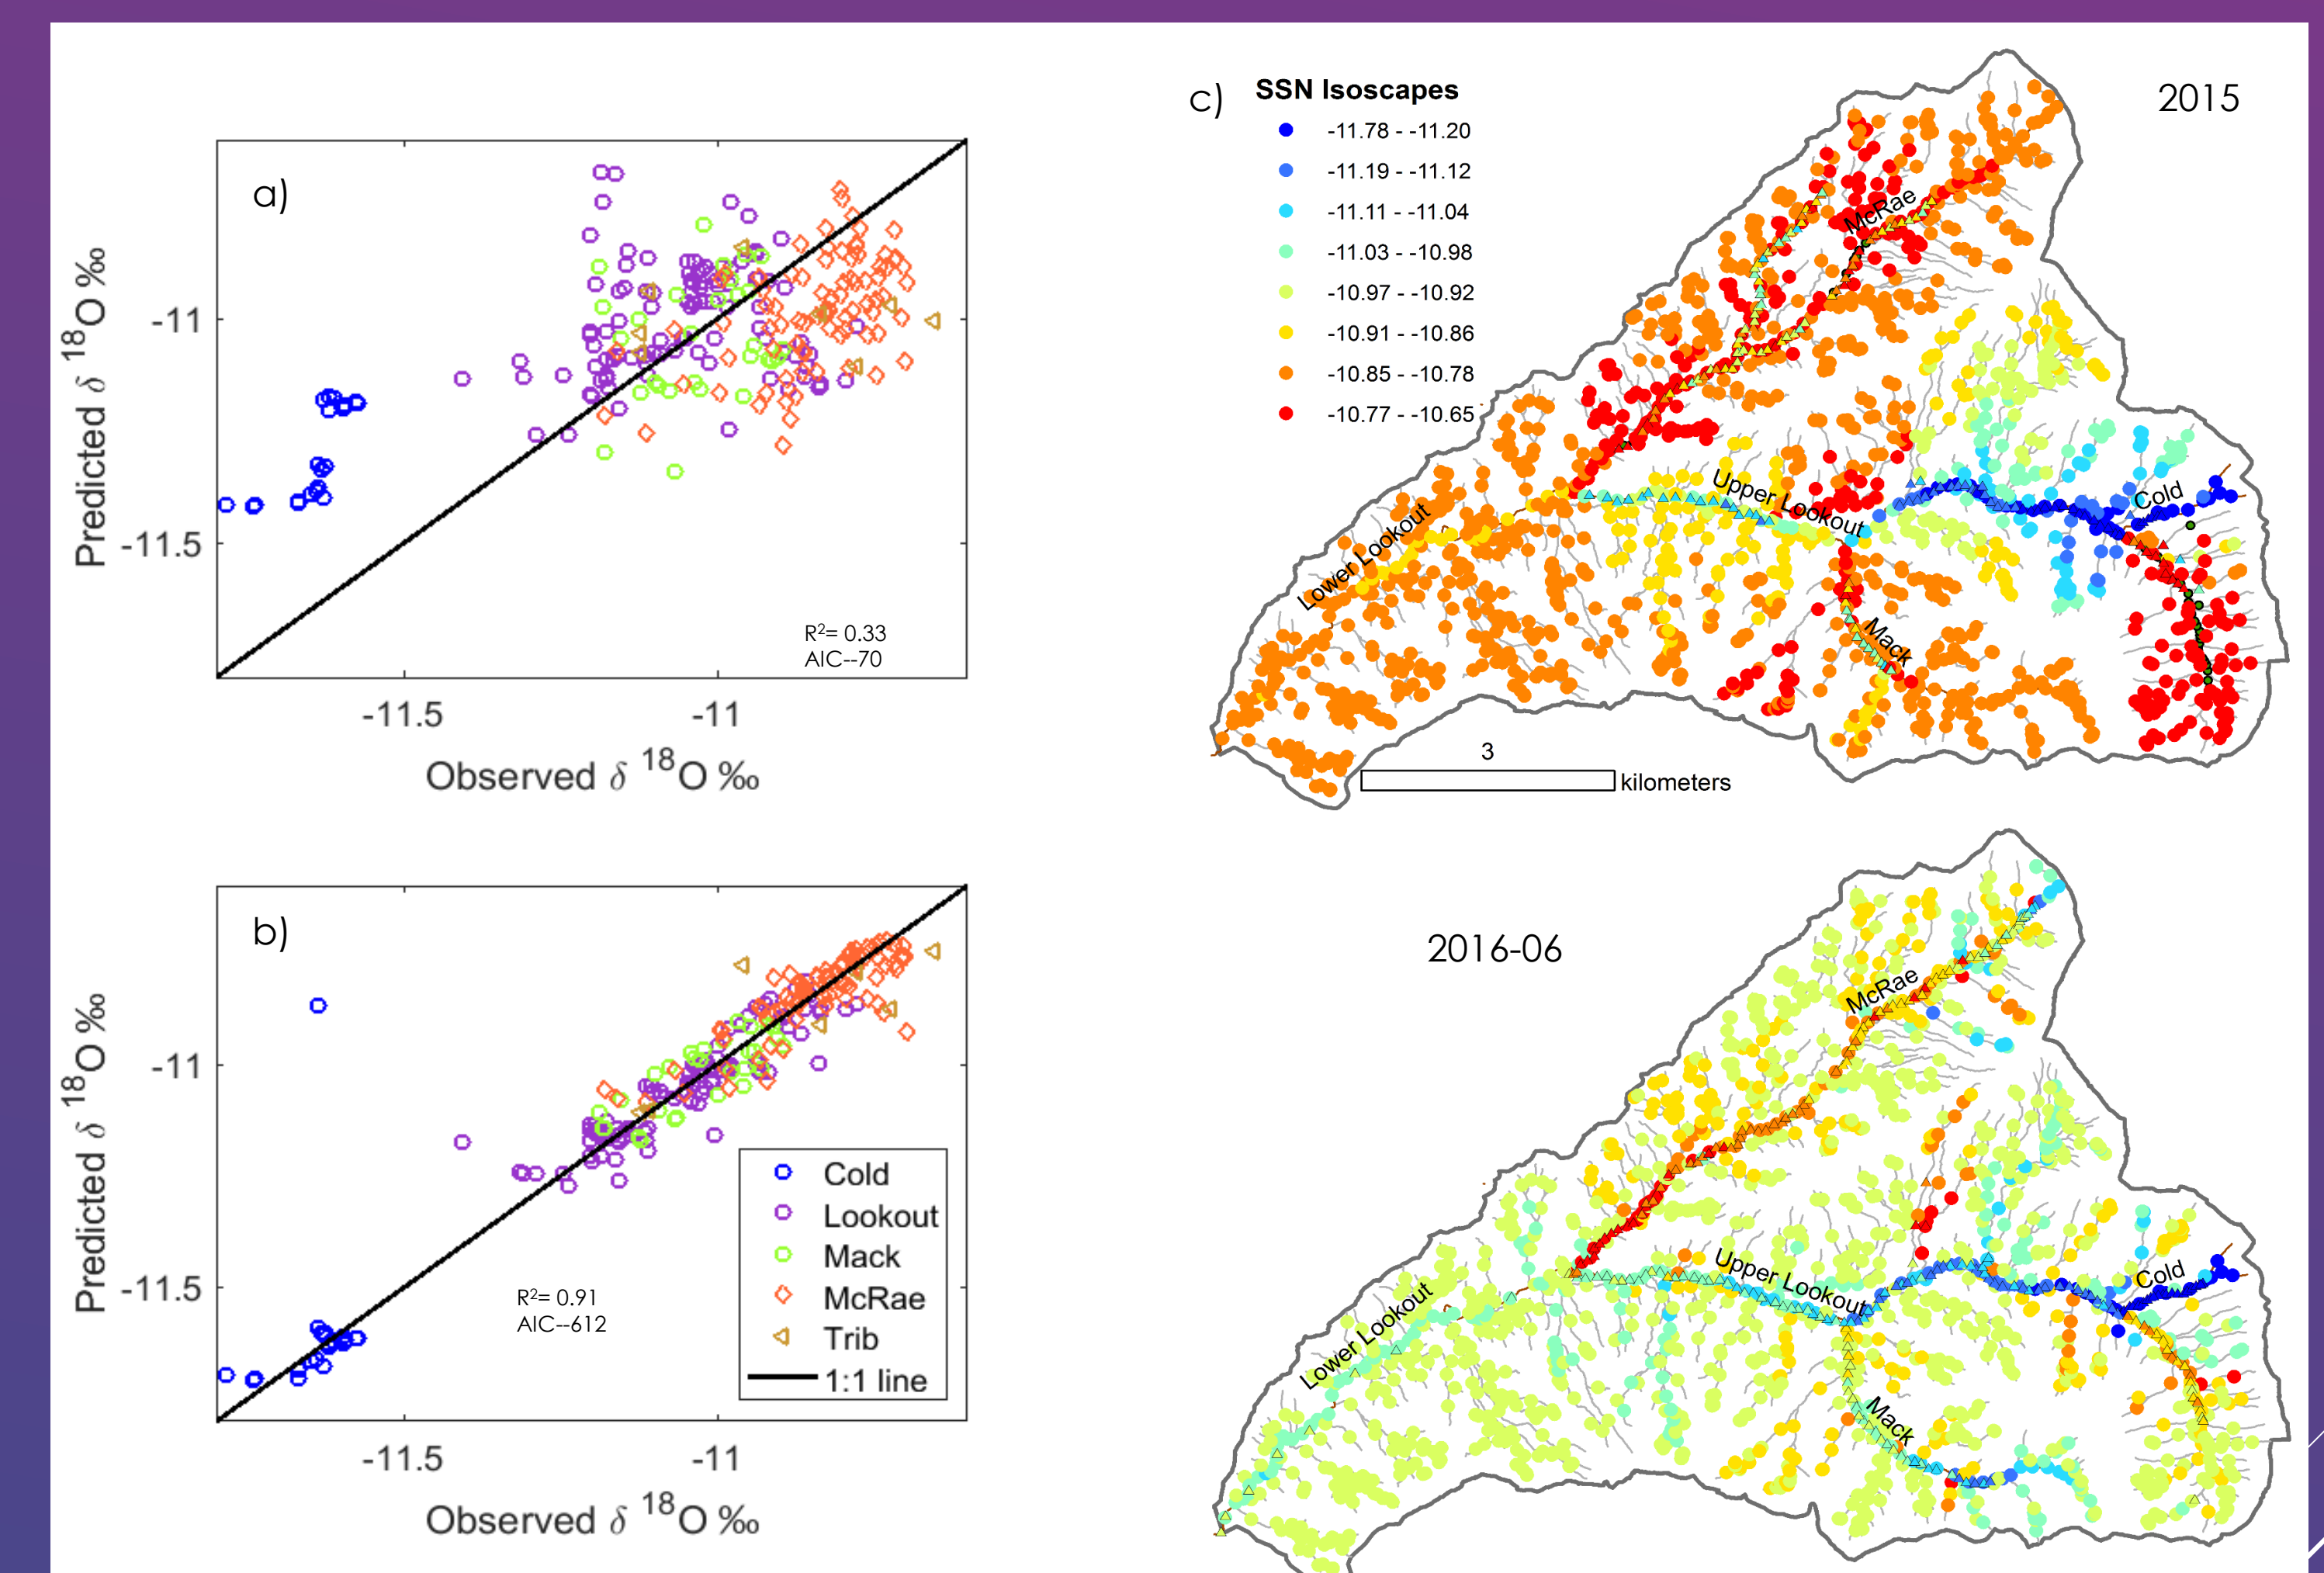 a)
Predicted δ 18O ‰
-11
-11.5
R2= 0.33
AIC--70
-11.5
-11
Observed δ 18O ‰
b)
Predicted δ 18O ‰
-11
-11.5
R2= 0.91
AIC--612
Cold
Lookout
Mack
McRae
Trib
1:1 line
-11.5
-11
Observed δ 18O ‰
c)
SSN Isoscapes
-11.78 - -11.20
-11.19 - -11.12
-11.11 - -11.04
-11.03 - -10.98
-10.97 - -10.92
-10.91 - -10.86
-10.85 - -10.78
-10.77 - -10.65
2015
McRae
Upper Lookout
Cold
Lower Lookout
Mack
3
kilometers
2016-06
McRae
Upper Lookout
Cold
Lower Lookout
Mack